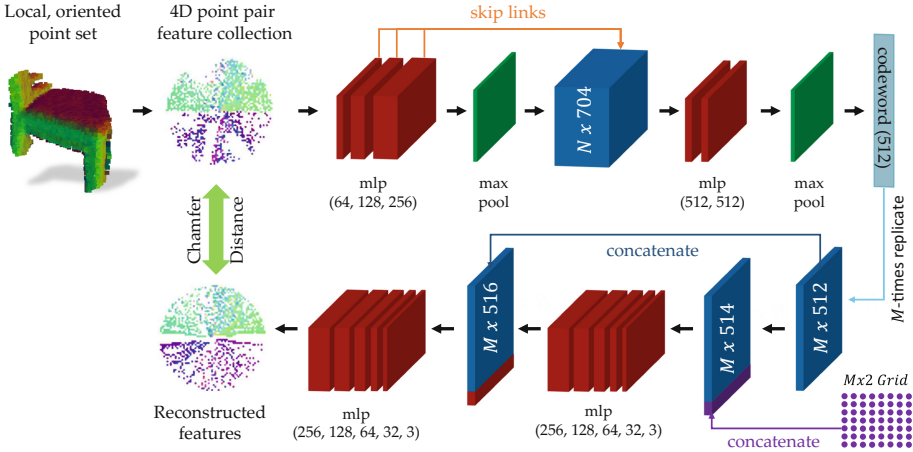 Local, oriented
point set
4D point pair
feature collection
skip links
mlp
(64, 128, 256)
max
pool
N x 704
mlp
(512, 512)
max
pool
codeword (512)
M-times replicate
Chamfer
Distance
concatenate
M x 512
M x 514
M x 516
Mx2 Grid
concatenate
mlp
(256, 128, 64, 32, 3)
mlp
(256, 128, 64, 32, 3)
Reconstructed
features